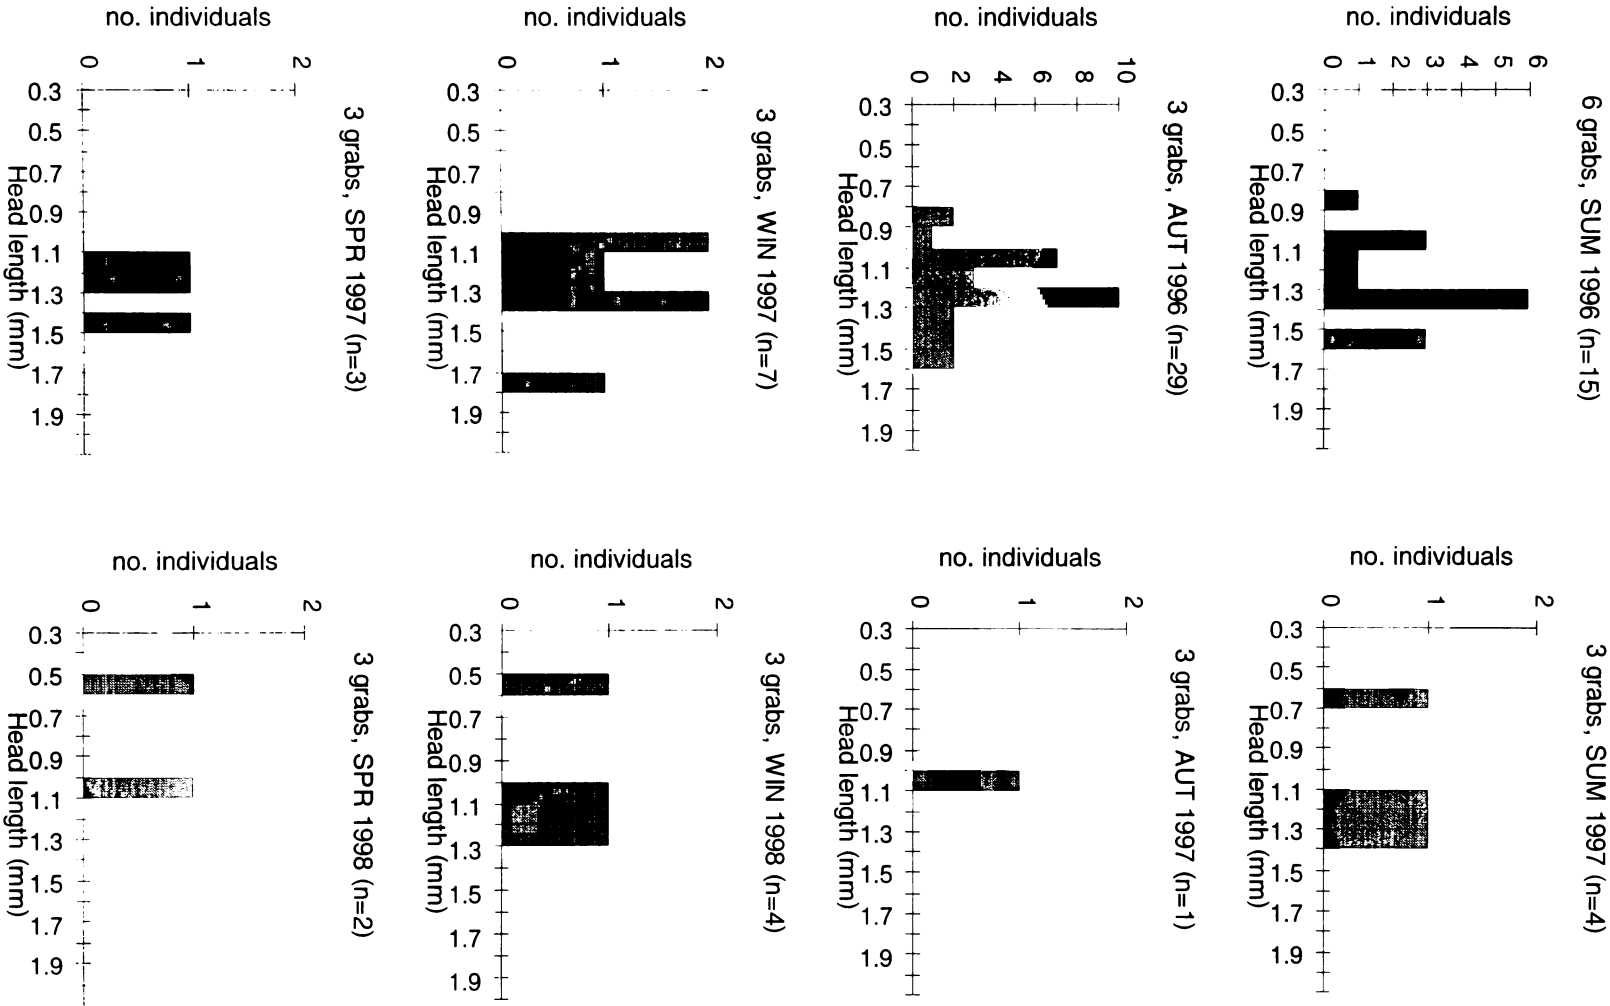 6 grabs, SUM 1996 (n=15)
no. individuals
0 1 2 3 4 5 6
0.3 0.5 0.7 0.9 1.1 1.3 1.5 1.7 1.9
Head length (mm)
3 grabs, AUT 1996 (n=29)
no. individuals
0 2 4 6 8 10
0.3 0.5 0.7 0.9 1.1 1.3 1.5 1.7 1.9
Head length (mm)
3 grabs, WIN 1997 (n=7)
no. individuals
0 1 2
0.3 0.5 0.7 0.9 1.1 1.3 1.5 1.7 1.9
Head length (mm)
3 grabs, SPR 1997 (n=3)
no. individuals
0 1 2
0.3 0.5 0.7 0.9 1.1 1.3 1.5 1.7 1.9
Head length (mm)
3 grabs, SUM 1997 (n=4)
no. individuals
0 1 2
0.3 0.5 0.7 0.9 1.1 1.3 1.5 1.7 1.9
Head length (mm)
3 grabs, AUT 1997 (n=1)
no. individuals
0 1 2
0.3 0.5 0.7 0.9 1.1 1.3 1.5 1.7 1.9
Head length (mm)
3 grabs, WIN 1998 (n=4)
no. individuals
0 1 2
0.3 0.5 0.7 0.9 1.1 1.3 1.5 1.7 1.9
Head length (mm)
3 grabs, SPR 1998 (n=2)
no. individuals
0 1 2
0.3 0.5 0.7 0.9 1.1 1.3 1.5 1.7 1.9
Head length (mm)